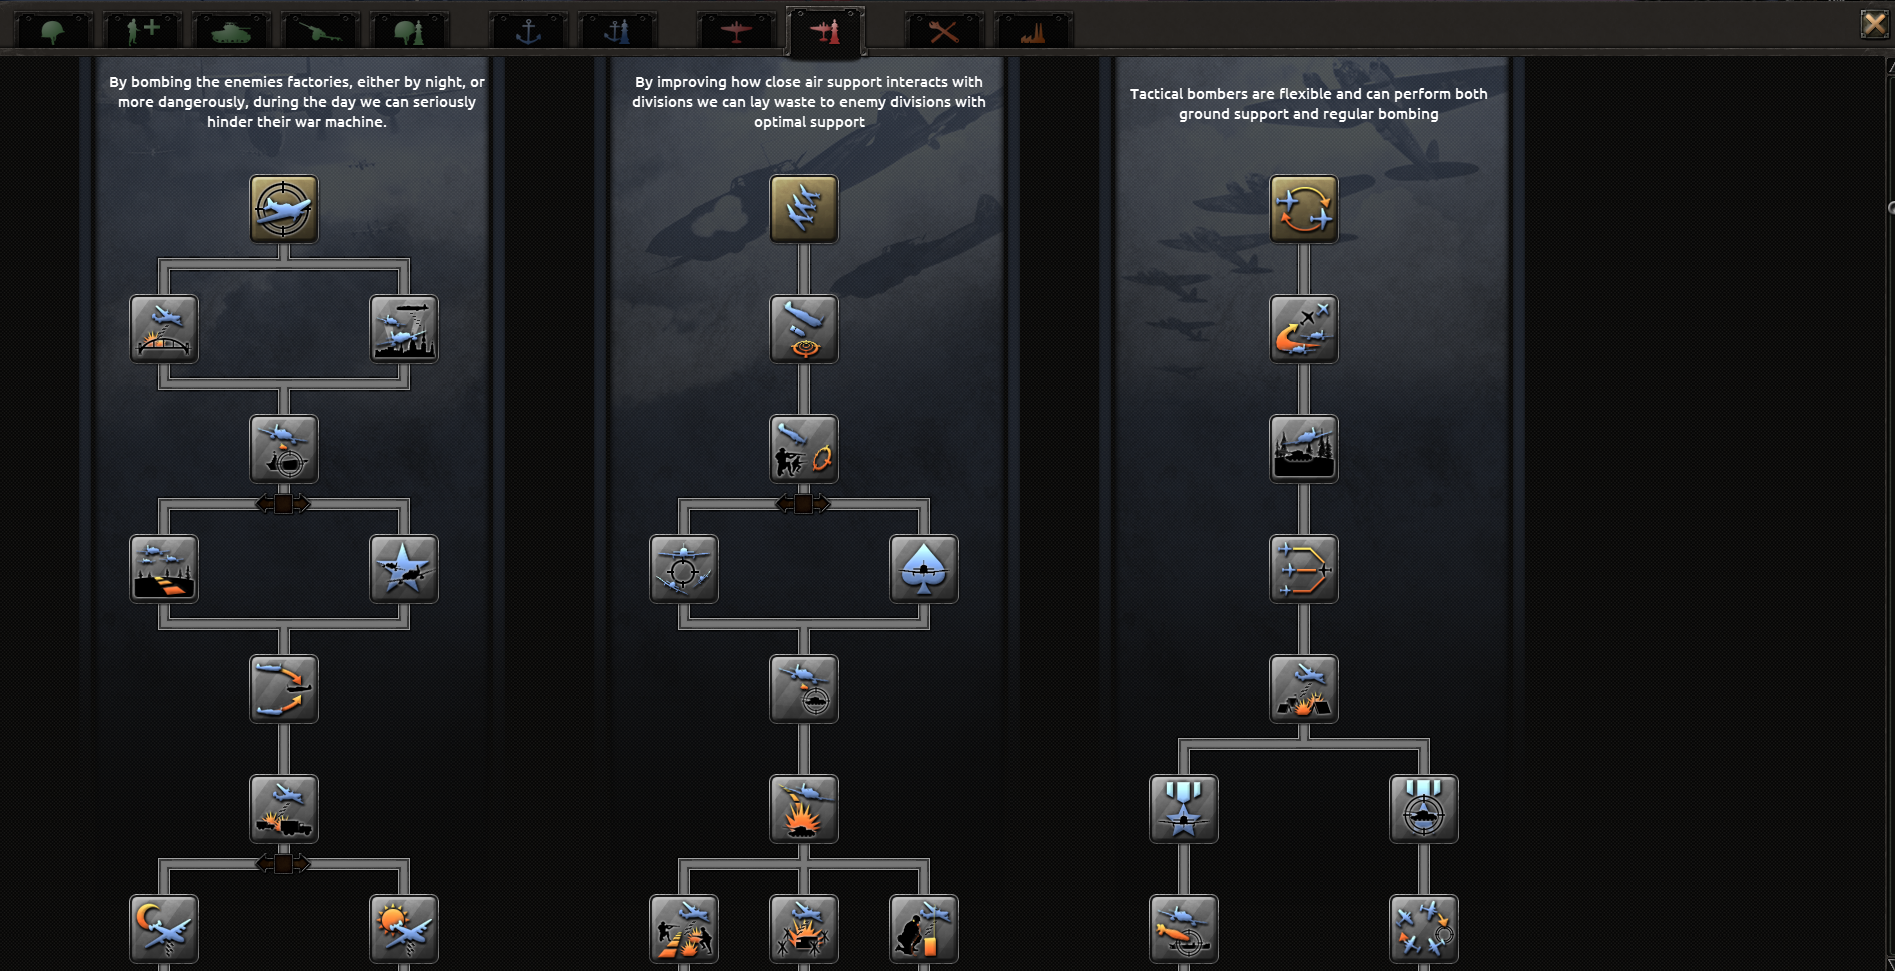 By bombing the enemies factories, either by night, or
more dangerously, during the day we can seriously
hinder their war machine.
By improving how close air support interacts with
divisions we can lay waste to enemy divisions with
optimal support
Tactical bombers are flexible and can perform both
ground support and regular bombing